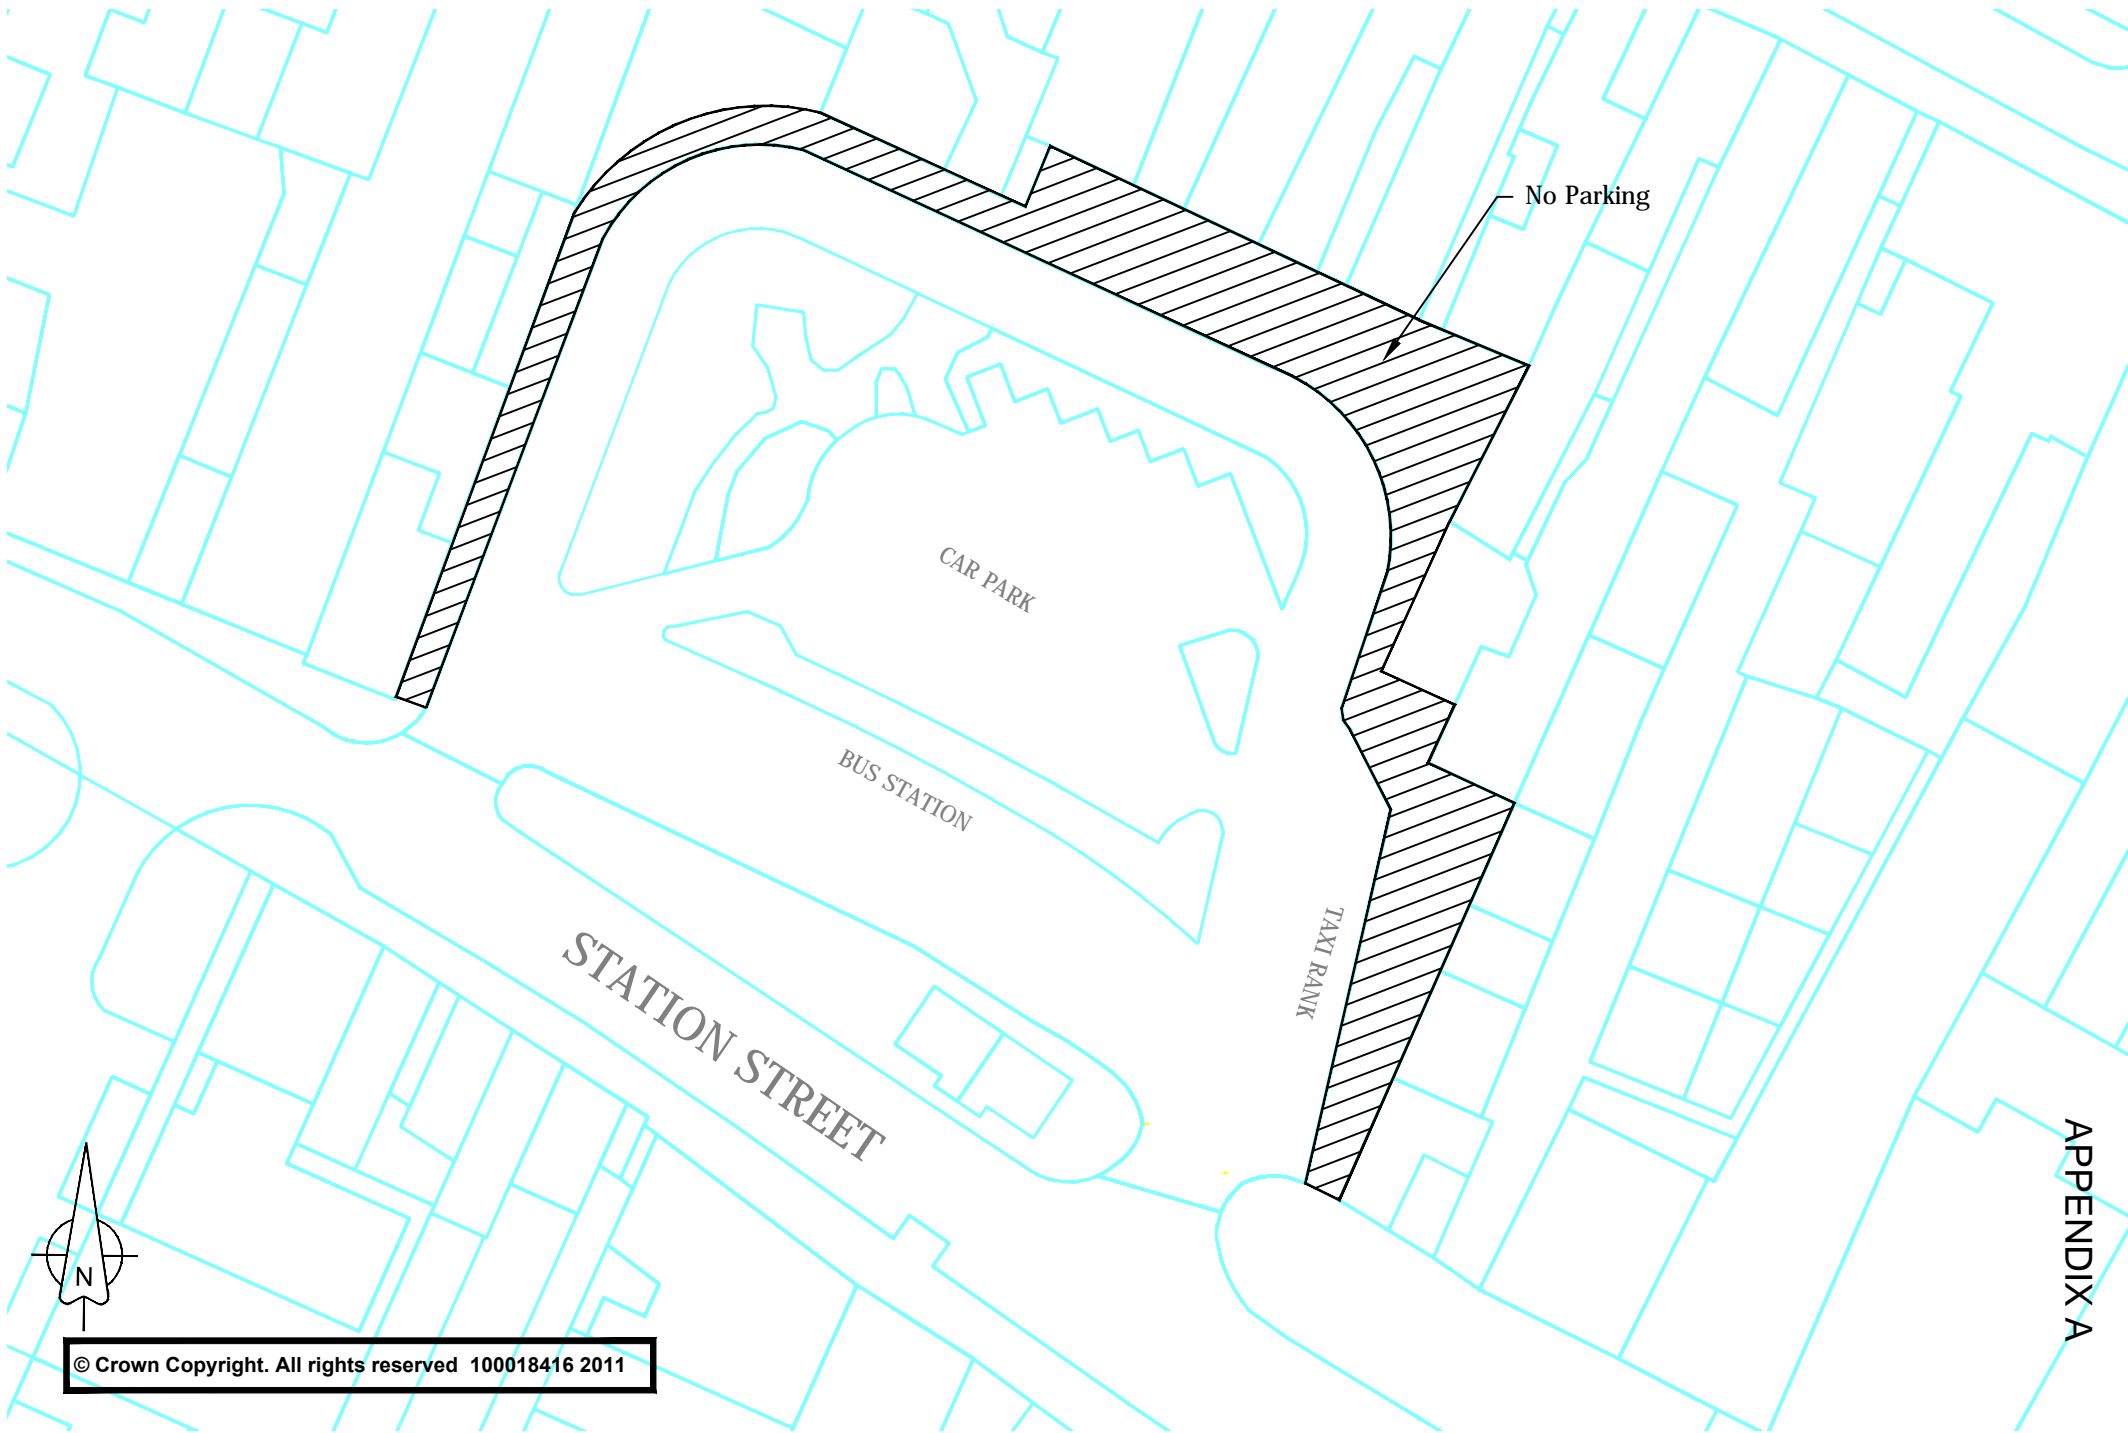 No Parking
CAR PARK
BUS STATION
TAXI RANK
STATION STREET
APPENDIX A
N
© Crown Copyright. All rights reserved 100018416 2011